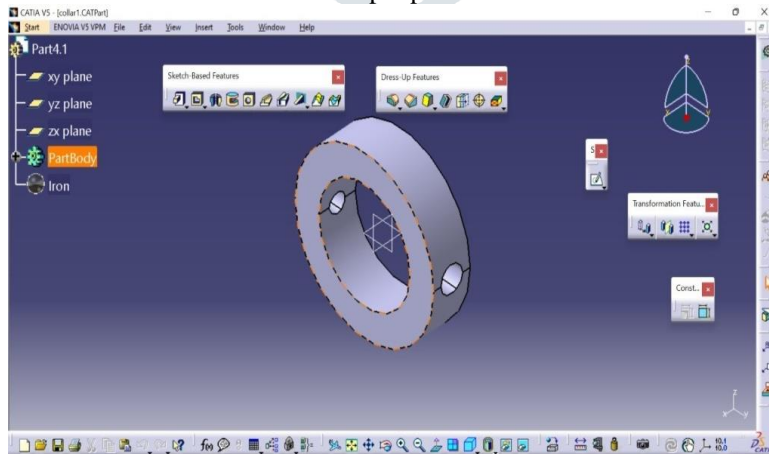 CATIA V5 - [collar1.CATPart]
Start ENOVIA V5 VPM File Edit View Insert Tools Window Help
Part4.1
Sketch-Based Features
Dress-Up Features
xy plane
yz plane
zx plane
PartBody
Iron
S...
Transformation Featu...
Const...